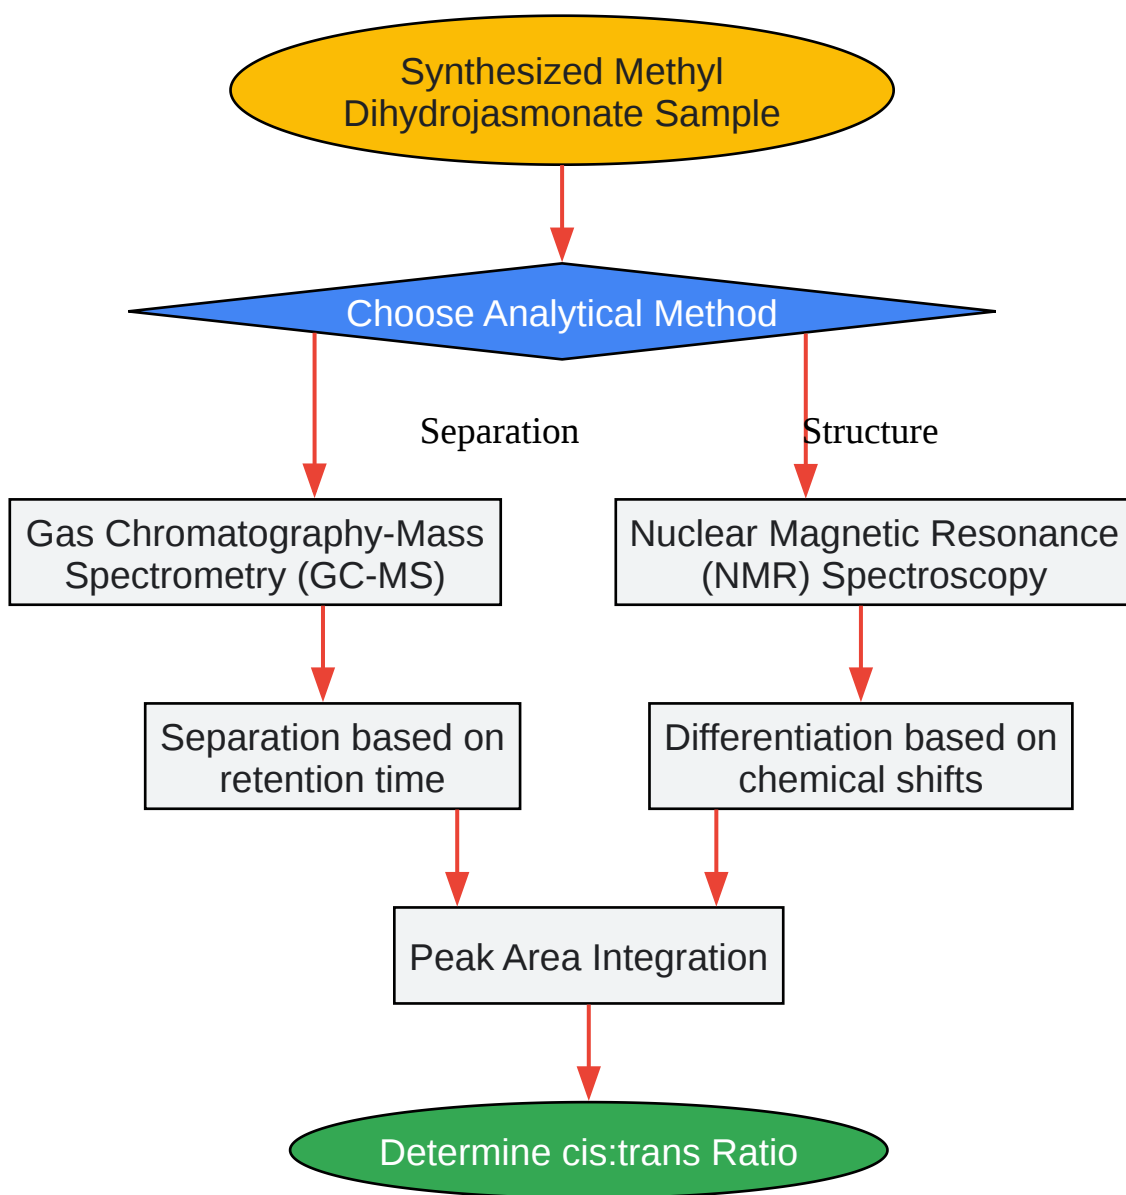 Synthesized Methyl
Dihydrojasmonate Sample
Choose Analytical Method
Separation
Structure
Gas Chromatography-Mass
Spectrometry (GC-MS)
Nuclear Magnetic Resonance
(NMR) Spectroscopy
Separation based on
retention time
Differentiation based on
chemical shifts
Peak Area Integration
Determine cis:trans Ratio